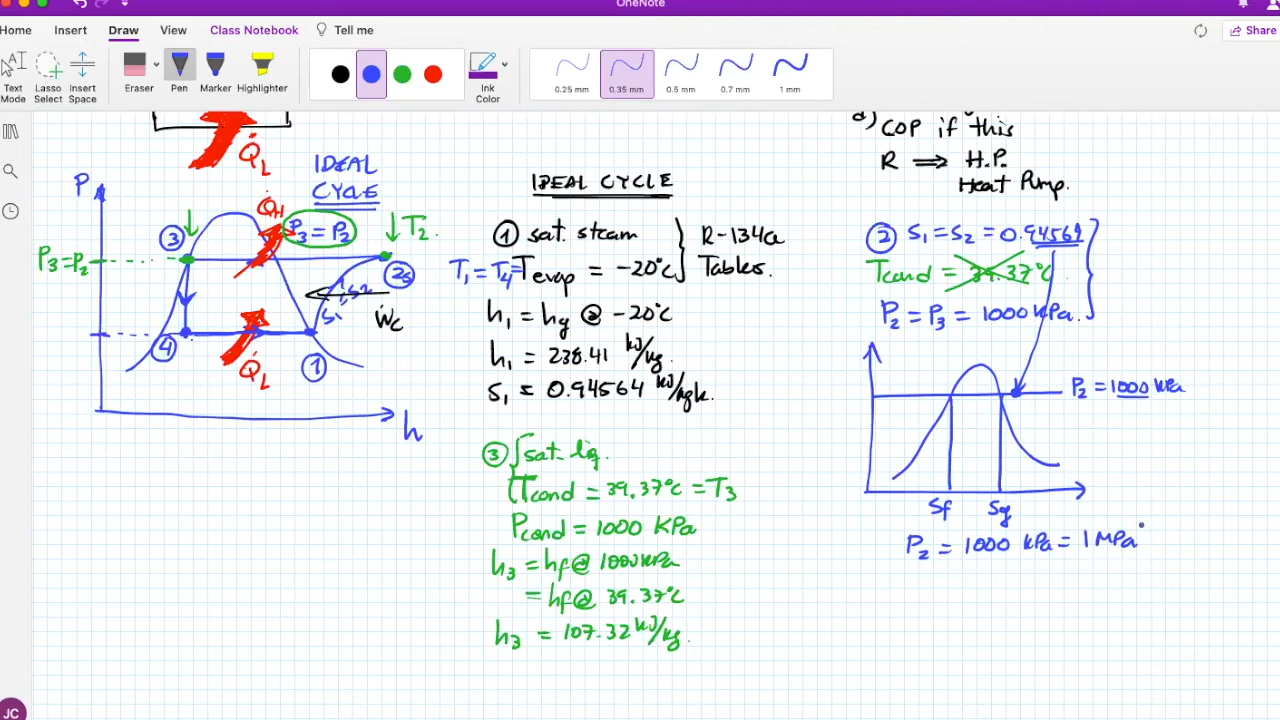 OneNote
Home Insert Draw View Class Notebook Tell me Share
Text Mode
Lasso Select
Insert Space
Eraser
Pen
Marker
Highlighter
Ink Color
0.25 mm
0.35 mm
0.5 mm
0.7 mm
1 mm
Q̇L
IDEAL
CYCLE
P
Q̇H
P3 = P2
T2
3
P3=P2
2s
S1=S2
Ẇc
4
Q̇L
1
h
IDEAL CYCLE
① sat. steam
T1 = T4 = Tevap = -20°C
R-134a
Tables.
h1 = hg @ -20°C
h1 = 238.41 kJ/kg.
S1 = 0.94564 kJ/kgK.
③ sat. liq.
Tcond = 39.37°C = T3
Pcond = 1000 KPa
h3 = hf@ 1000kPa
= hf@ 39.37°C
h3 = 107.32 kJ/kg.
d) COP if this
R ⟹ H.P.
Heat Pump.
② S1 = S2 = 0.94564
Tcond = 39.37°C
P2 = P3 = 1000 kPa.
P2 = 1000 kPa
Sf
Sg
P2 = 1000 kPa = 1 MPa
JC